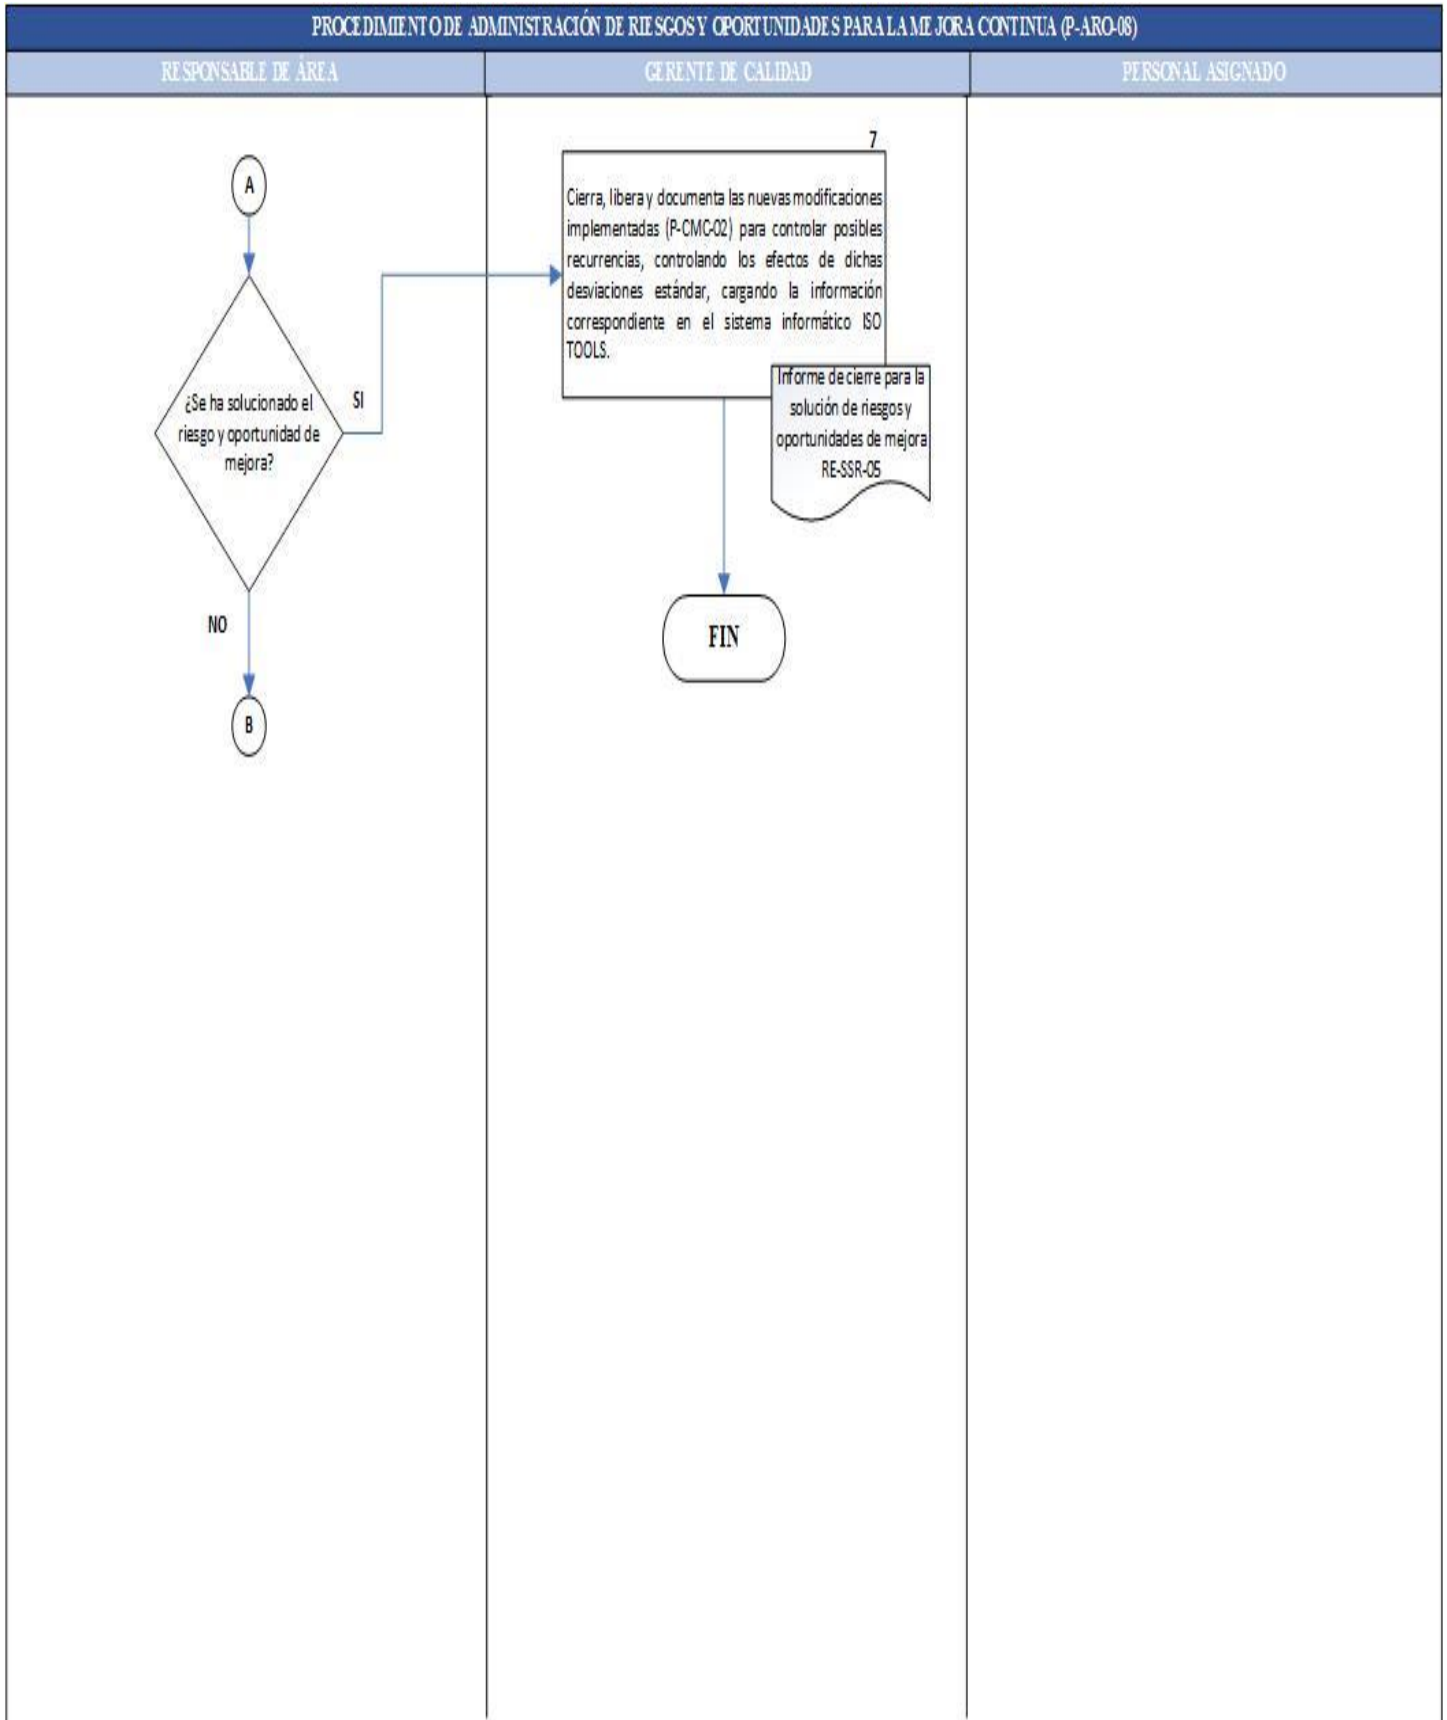 PROCEDIMIENTO DE ADMINISTRACIÓN DE RIESGOS Y OPORTUNIDADES PARA LA MEJORA CONTINUA (P-ARO-08)
RESPONSABLE DE ÁREA
GERENTE DE CALIDAD
PERSONAL ASIGNADO
A
¿Se ha solucionado el
riesgo y oportunidad de
mejora?
SI
NO
B
7
Cierra, libera y documenta las nuevas modificaciones
implementadas (P-CMC-02) para controlar posibles
recurrencias, controlando los efectos de dichas
desviaciones estándar, cargando la información
correspondiente en el sistema informático ISO
TOOLS.
Informe de cierre para la
solución de riesgos y
oportunidades de mejora
RE-SSR-05
FIN